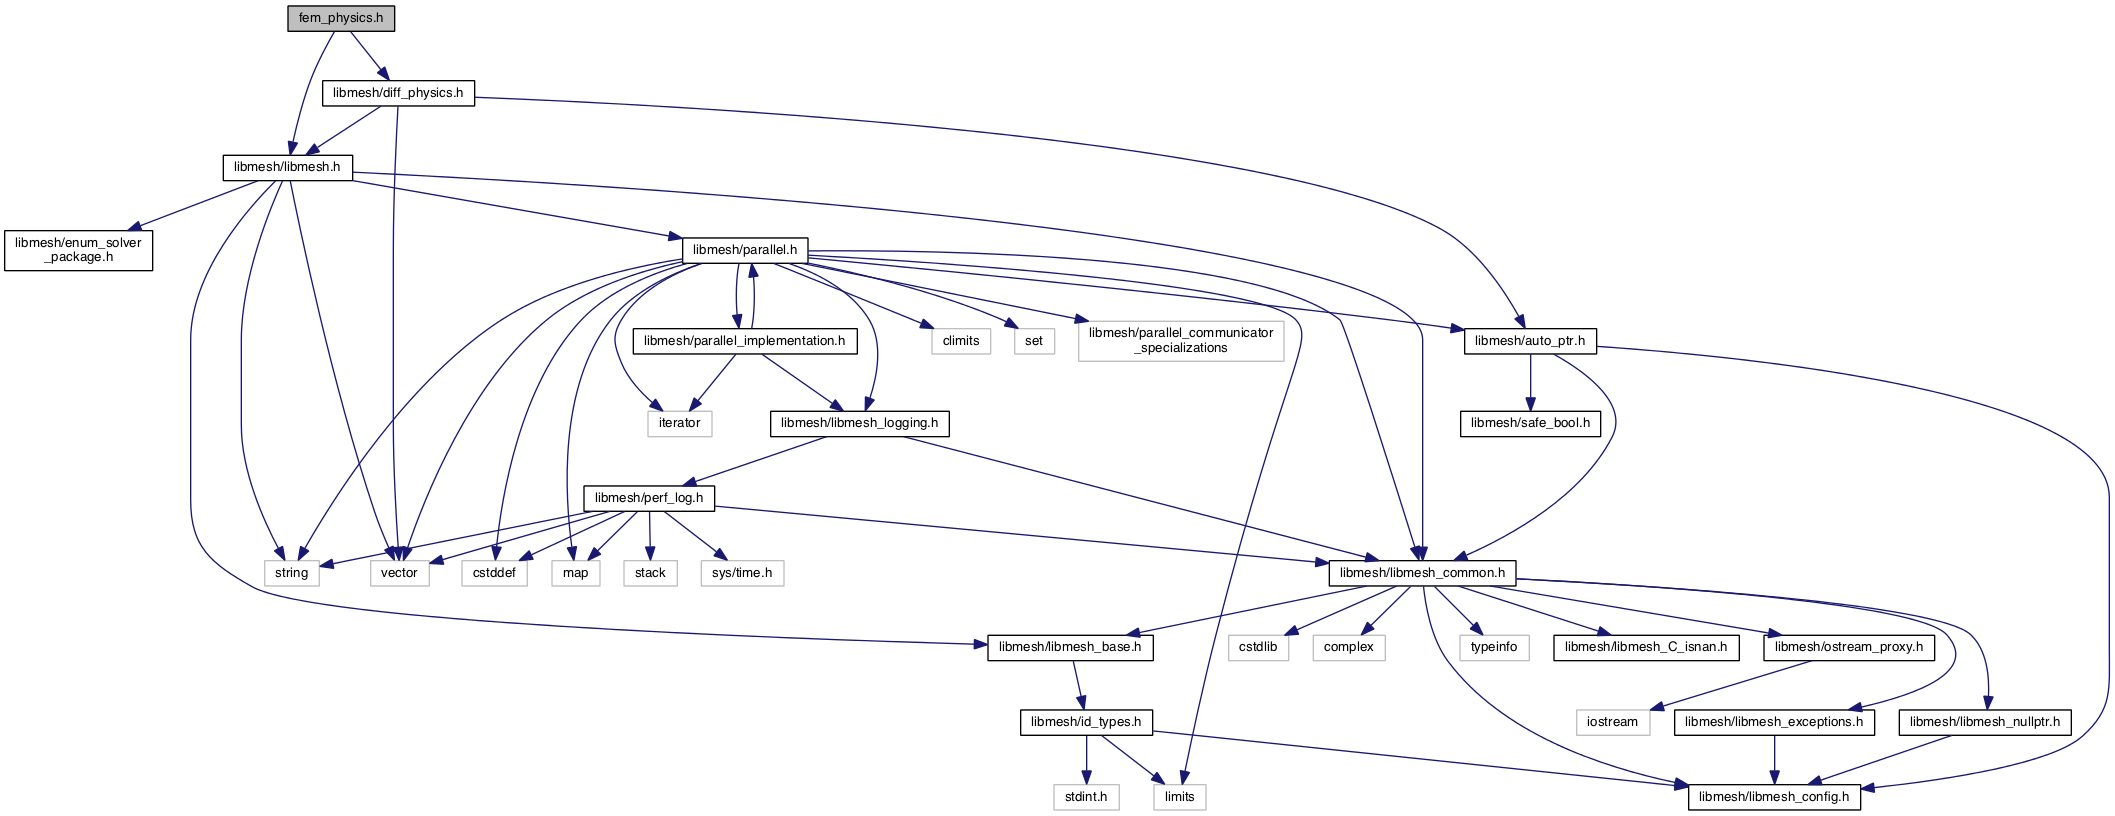 fem_physics.h
libmesh/diff_physics.h
libmesh/libmesh.h
libmesh/enum_solver
_package.h
libmesh/parallel.h
libmesh/parallel_implementation.h
climits
set
libmesh/parallel_communicator
_specializations
libmesh/auto_ptr.h
iterator
libmesh/libmesh_logging.h
libmesh/safe_bool.h
libmesh/perf_log.h
string
vector
cstddef
map
stack
sys/time.h
libmesh/libmesh_common.h
libmesh/libmesh_base.h
cstdlib
complex
typeinfo
libmesh/libmesh_C_isnan.h
libmesh/ostream_proxy.h
libmesh/id_types.h
iostream
libmesh/libmesh_exceptions.h
libmesh/libmesh_nullptr.h
stdint.h
limits
libmesh/libmesh_config.h